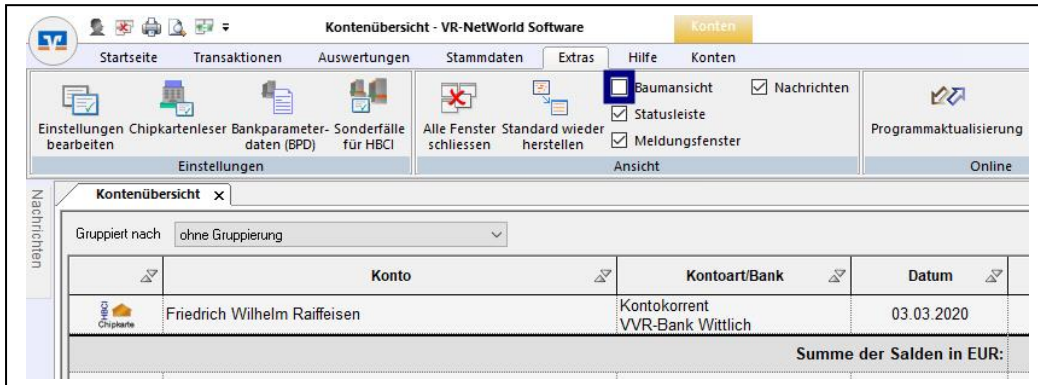 Kontenübersicht - VR-NetWorld Software
Konten
Startseite Transaktionen Auswertungen Stammdaten Extras Hilfe Konten
Einstellungen bearbeiten
Chipkartenleser
Bankparameter-
daten (BPD)
Sonderfälle
für HBCI
Alle Fenster
schliessen
Standard wieder
herstellen
Baumansicht
Statusleiste
Meldungsfenster
Nachrichten
Programmaktualisierung
Einstellungen Ansicht Online
Nachrichten
Kontenübersicht x
Gruppiert nach ohne Gruppierung
Konto Kontoart/Bank Datum
Chipkarte
Friedrich Wilhelm Raiffeisen
Kontokorrent
VVR-Bank Wittlich
03.03.2020
Summe der Salden in EUR: